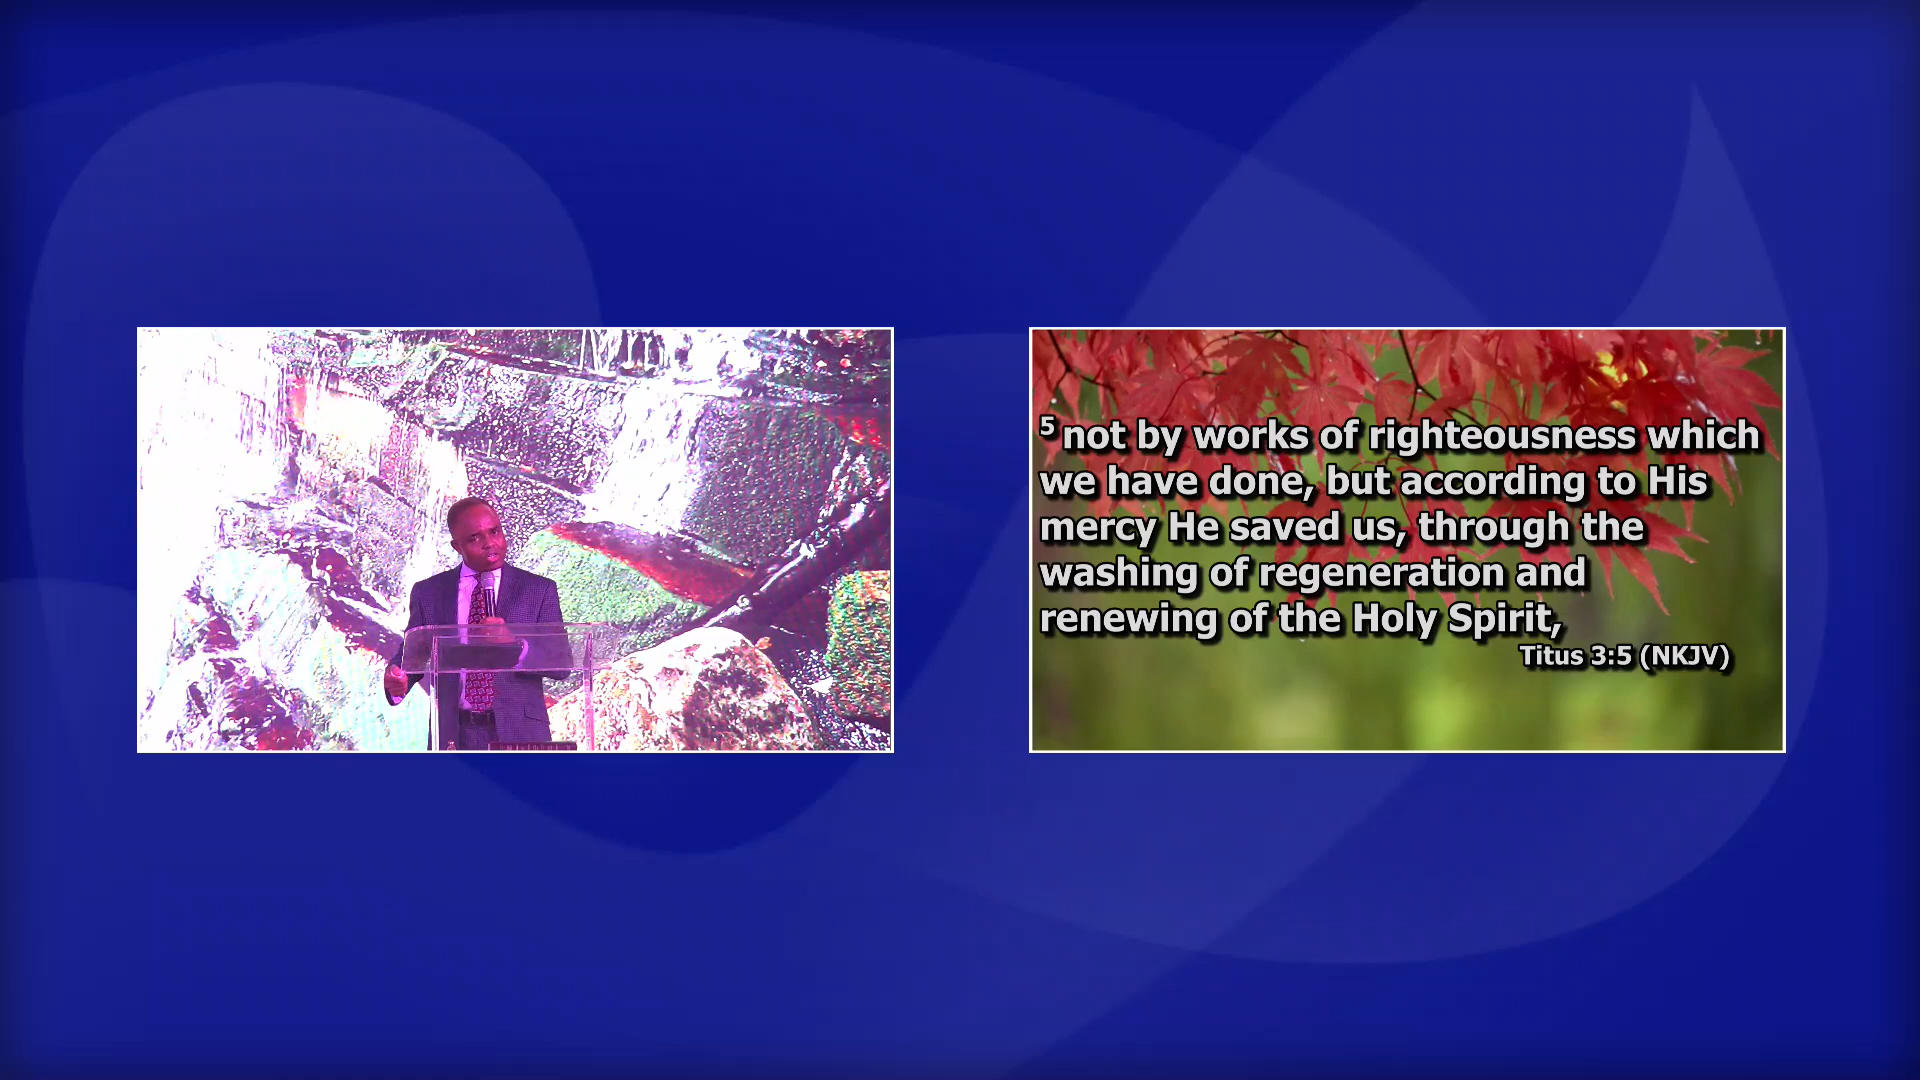 5 not by works of righteousness which
we have done, but according to His
mercy He saved us, through the
washing of regeneration and
renewing of the Holy Spirit,
Titus 3:5 (NKJV)